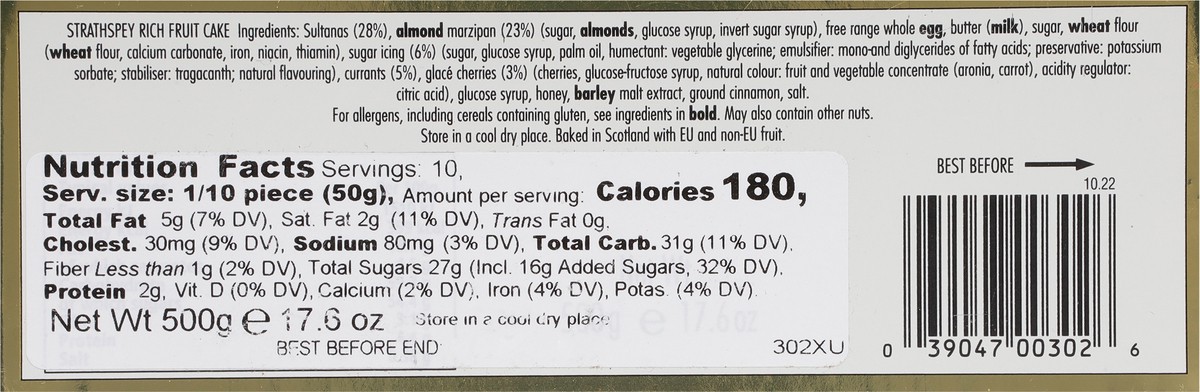 STRATHSPEY RICH FRUIT CAKE Ingredients: Sultanas (28%), almond marzipan (23%) (sugar, almonds, glucose syrup, invert sugar syrup), free range whole egg, butter (milk), sugar, wheat flour
(wheat flour, calcium carbonate, iron, niacin, thiamin), sugar icing (6%) (sugar, glucose syrup, palm oil, humectant: vegetable glycerine; emulsifier: mono-and diglycerides of fatty acids; preservative: potassium
sorbate; stabiliser: tragacanth; natural flavouring), currants (5%), glacé cherries (3%) (cherries, glucose-fructose syrup, natural colour: fruit and vegetable concentrate (aronia, carrot), acidity regulator:
citric acid), glucose syrup, honey, barley malt extract, ground cinnamon, salt.
For allergens, including cereals containing gluten, see ingredients in bold. May also contain other nuts.
Store in a cool dry place. Baked in Scotland with EU and non-EU fruit.
Nutrition Facts Servings: 10,
Serv. size: 1/10 piece (50g), Amount per serving: Calories 180,
Total Fat 5g (7% DV), Sat. Fat 2g (11% DV), Trans Fat 0g,
Cholest. 30mg (9% DV), Sodium 80mg (3% DV), Total Carb. 31g (11% DV),
Fiber Less than 1g (2% DV), Total Sugars 27g (Incl. 16g Added Sugars, 32% DV),
Protein 2g, Vit. D (0% DV), Calcium (2% DV), Iron (4% DV), Potas. (4% DV).
Net Wt 500g e 17.6 oz Store in a cool dry place
BEST BEFORE END
302XU
BEST BEFORE
10.22
0 39047 00302 6